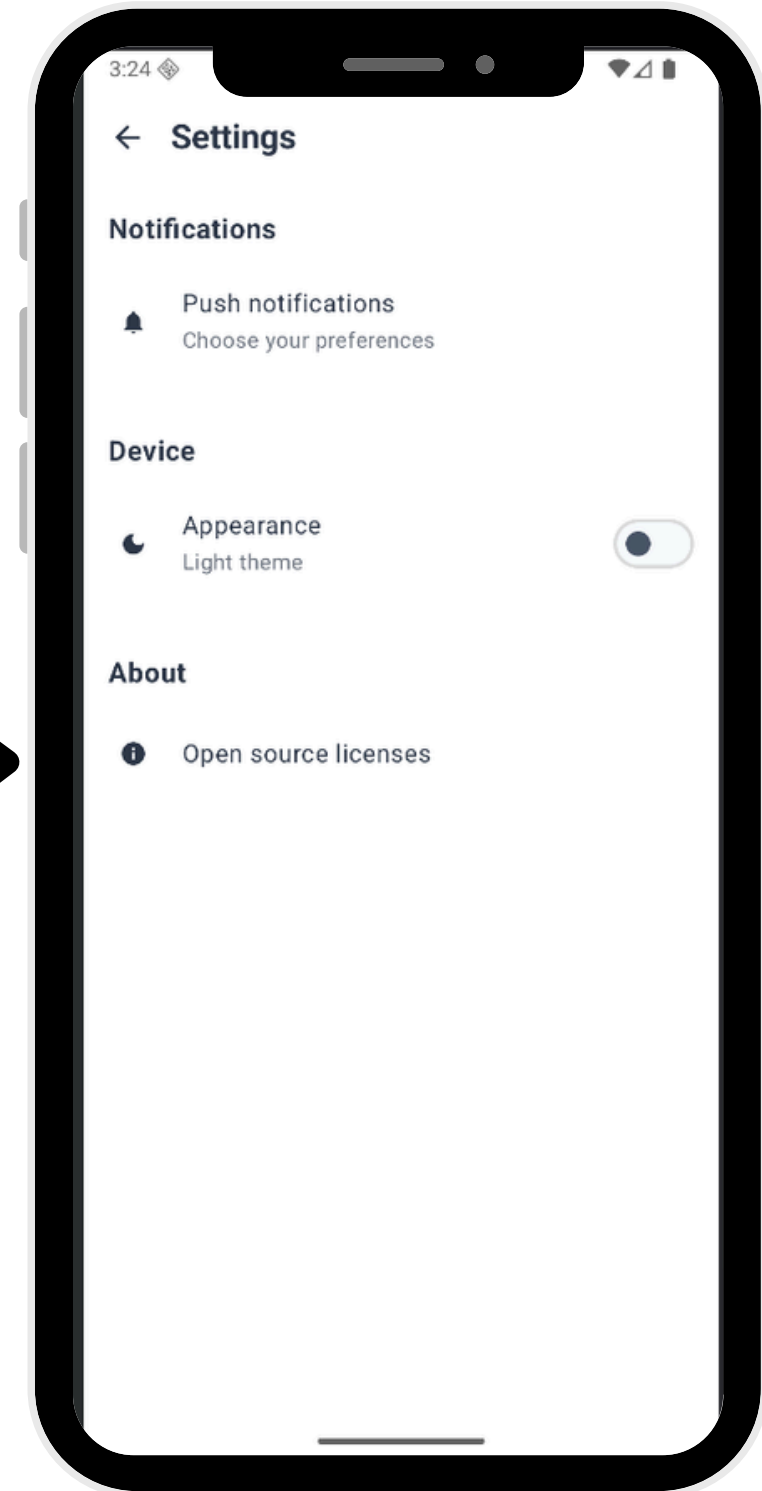 3:24
Settings
Notifications
Push notifications
Choose your preferences
Device
Appearance
Light theme
About
Open source licenses